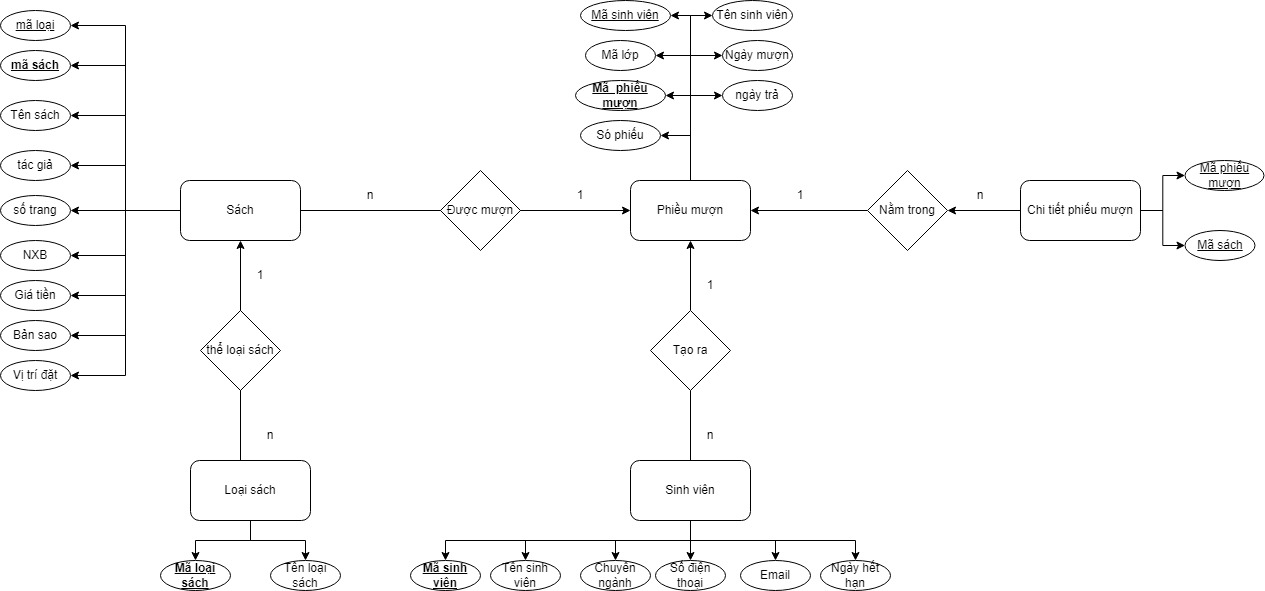 mã loại
mã sách
Tên sách
tác giả
số trang
NXB
Giá tiền
Bản sao
Vị trí đặt
Sách
n
Được mượn
1
Mã sinh viên
Tên sinh viên
Mã lớp
Ngày mượn
Mã phiếu
mượn
ngày trả
Só phiếu
Phiều mượn
1
Nằm trong
n
Chi tiết phiếu mượn
Mã phiếu
mượn
Mã sách
1
thể loại sách
n
Loại sách
Mã loại
sách
Tên loại
sách
1
Tạo ra
n
Sinh viên
Mã sinh
viên
Tên sinh
viên
Chuyên
ngành
Số điện
thoại
Email
Ngày hết
hạn